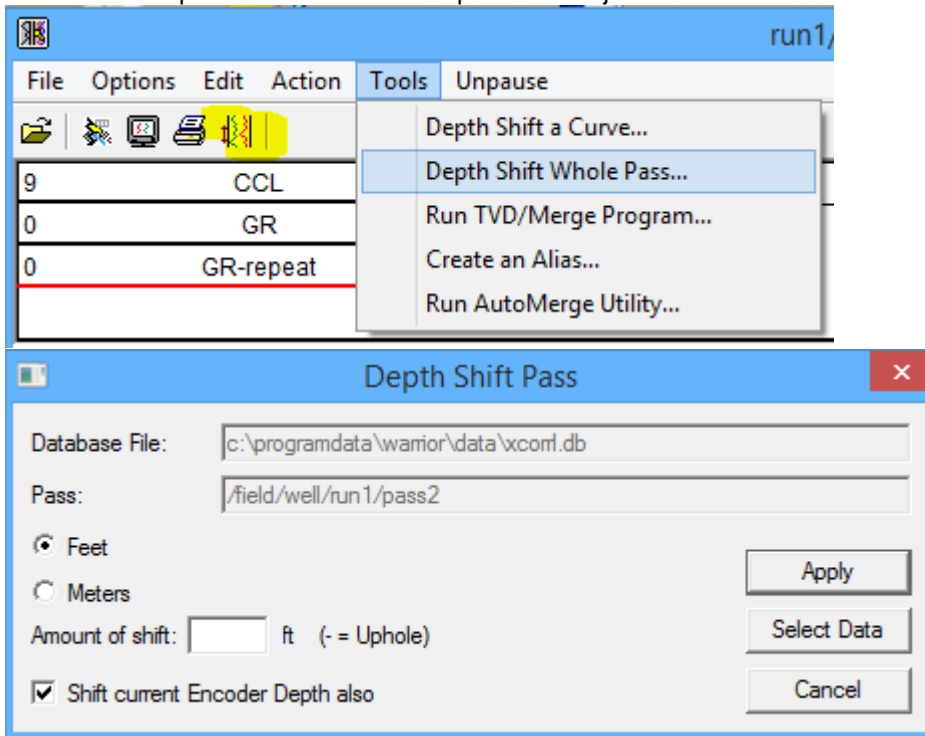 run1/
File Options Edit Action Tools Unpause
Depth Shift a Curve...
9 CCL
Depth Shift Whole Pass...
0 GR
Run TVD/Merge Program...
0 GR-repeat
Create an Alias...
Run AutoMerge Utility...
Depth Shift Pass
Database File: c:\programdata\warrior\data\xcorrl.db
Pass: /field/well/run1/pass2
Feet
Apply
Meters
Amount of shift: ft (- = Uphole)
Select Data
Shift current Encoder Depth also
Cancel